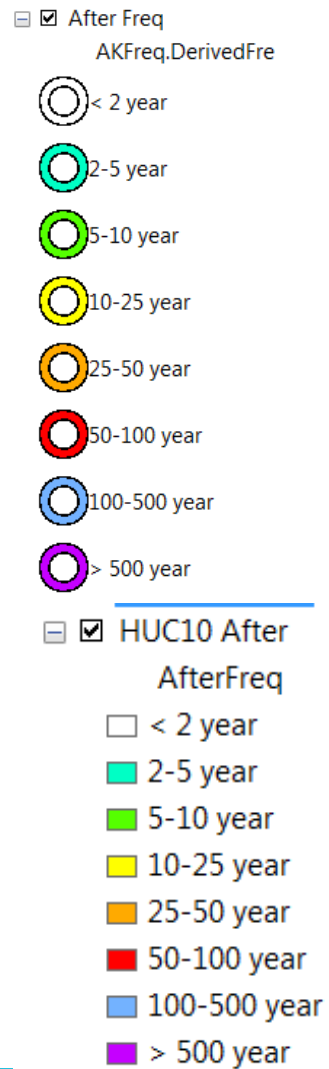 After Freq
AKFreq.DerivedFre
< 2 year
2-5 year
5-10 year
10-25 year
25-50 year
50-100 year
100-500 year
> 500 year
HUC10 After
AfterFreq
< 2 year
2-5 year
5-10 year
10-25 year
25-50 year
50-100 year
100-500 year
> 500 year